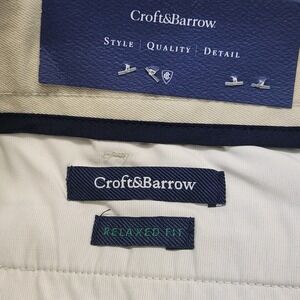 Croft&Barrow
STYLE | QUALITY | DETAIL
Croft&Barrow
RELAXED FIT